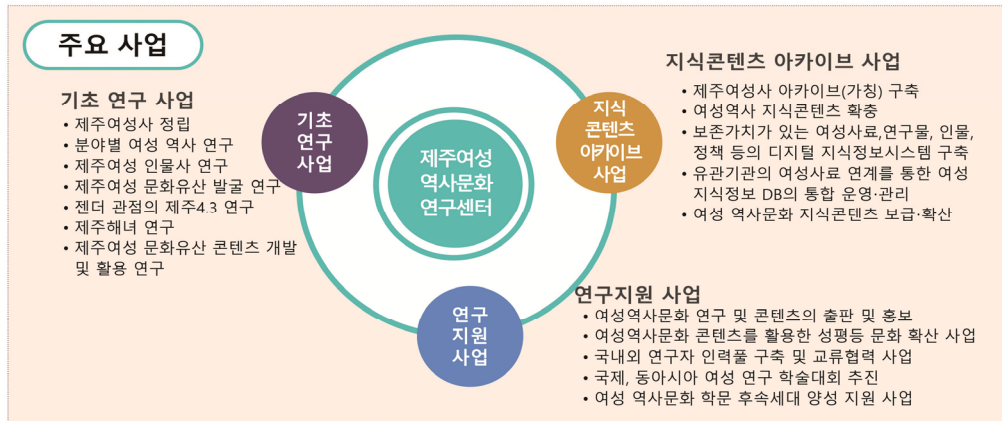 주요 사업
기초 연구 사업
• 제주여성사 정립
• 분야별 여성 역사 연구
• 제주여성 인물사 연구
• 제주여성 문화유산 발굴 연구
• 젠더 관점의 제주4.3 연구
• 제주해녀 연구
• 제주여성 문화유산 콘텐츠 개발
및 활용 연구
기초
연구
사업
제주여성
역사문화
연구센터
지식
콘텐츠
아카이브
사업
연구
지원
사업
지식콘텐츠 아카이브 사업
• 제주여성사 아카이브(가칭) 구축
• 여성역사 지식콘텐츠 확충
• 보존가치가 있는 여성사료,연구물, 인물,
정책 등의 디지털 지식정보시스템 구축
• 유관기관의 여성사료 연계를 통한 여성
지식정보 DB의 통합 운영·관리
• 여성 역사문화 지식콘텐츠 보급·확산
연구지원 사업
• 여성역사문화 연구 및 콘텐츠의 출판 및 홍보
• 여성역사문화 콘텐츠를 활용한 성평등 문화 확산 사업
• 국내외 연구자 인력풀 구축 및 교류협력 사업
• 국제, 동아시아 여성 연구 학술대회 추진
• 여성 역사문화 학문 후속세대 양성 지원 사업